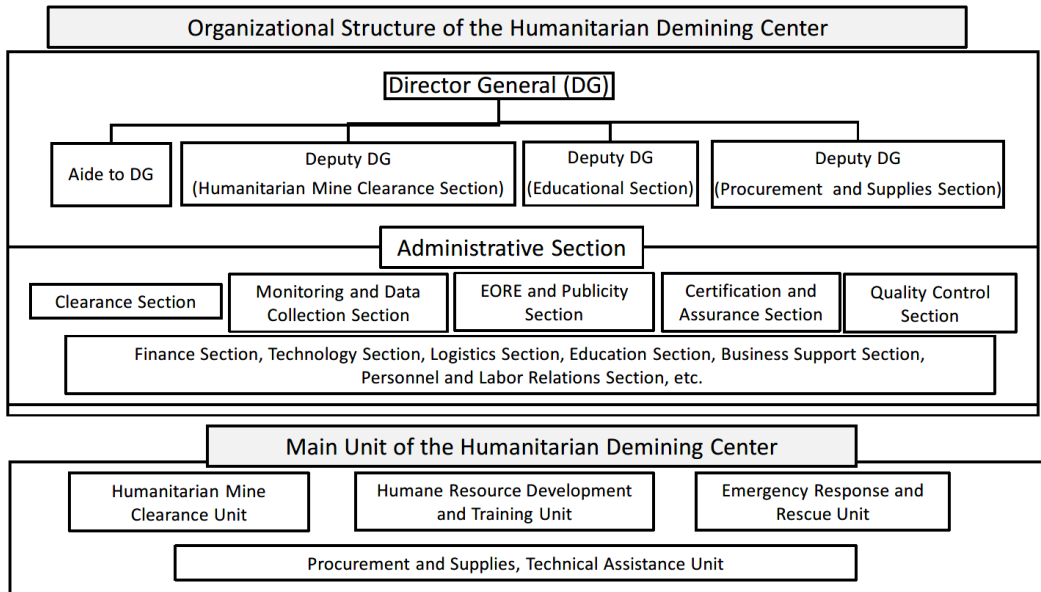 Organizational Structure of the Humanitarian Demining Center
Director General (DG)
Aide to DG
Deputy DG
(Humanitarian Mine Clearance Section)
Deputy DG
(Educational Section)
Deputy DG
(Procurement and Supplies Section)
Administrative Section
Clearance Section
Monitoring and Data
Collection Section
EORE and Publicity
Section
Certification and
Assurance Section
Quality Control
Section
Finance Section, Technology Section, Logistics Section, Education Section, Business Support Section,
Personnel and Labor Relations Section, etc.
Main Unit of the Humanitarian Demining Center
Humanitarian Mine
Clearance Unit
Humane Resource Development
and Training Unit
Emergency Response and
Rescue Unit
Procurement and Supplies, Technical Assistance Unit